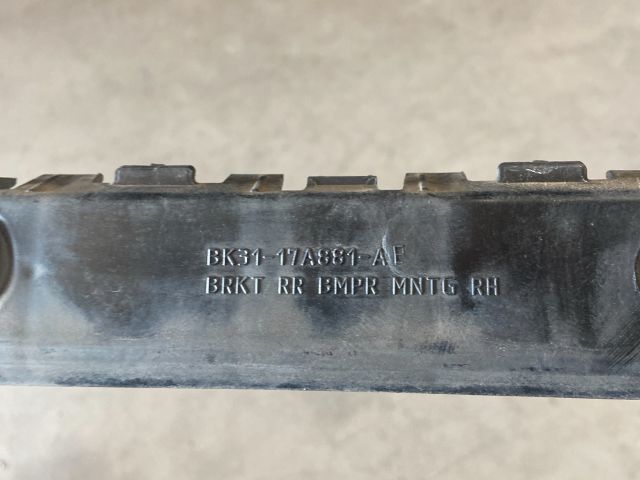 BK31-17A881-AE
BRKT RR BMPR MNTG RH